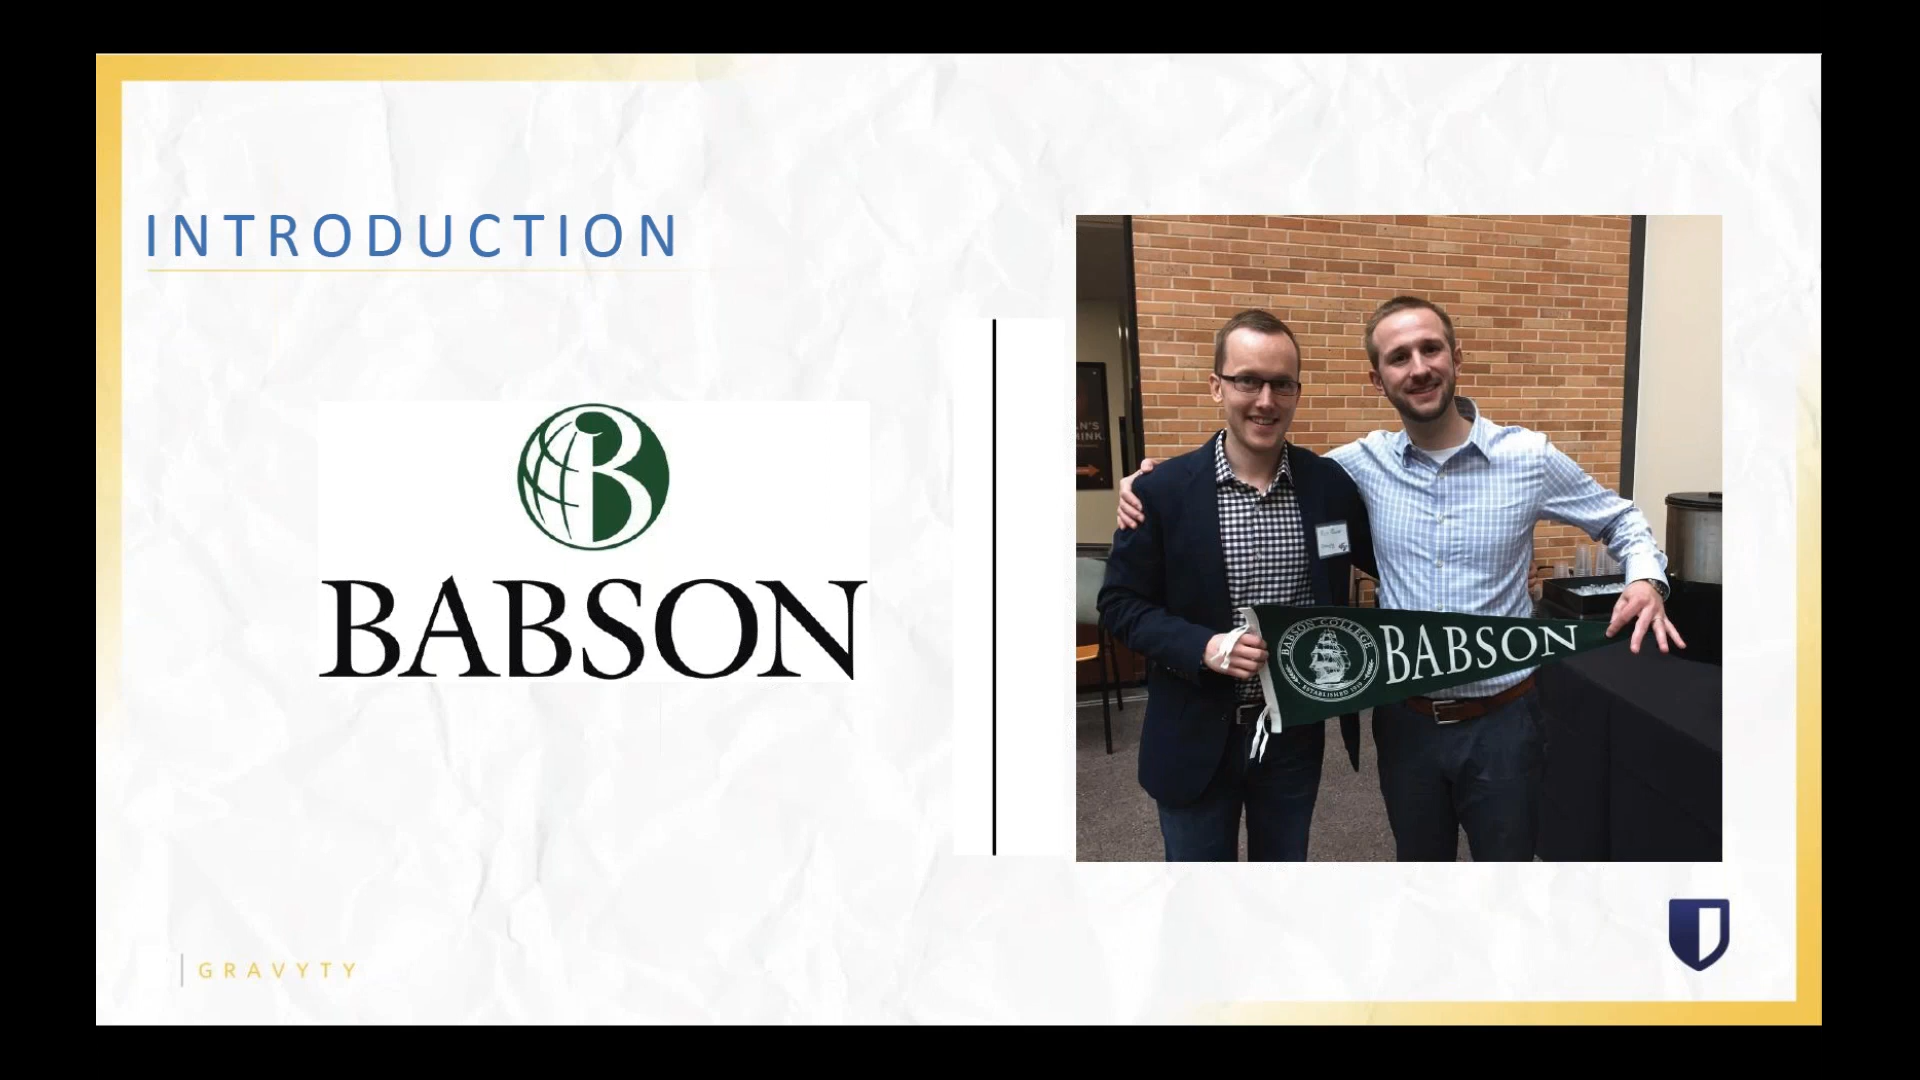 INTRODUCTION
BABSON
BABSON COLLEGE
ESTABLISHED 1919
BABSON
GRAVYTY